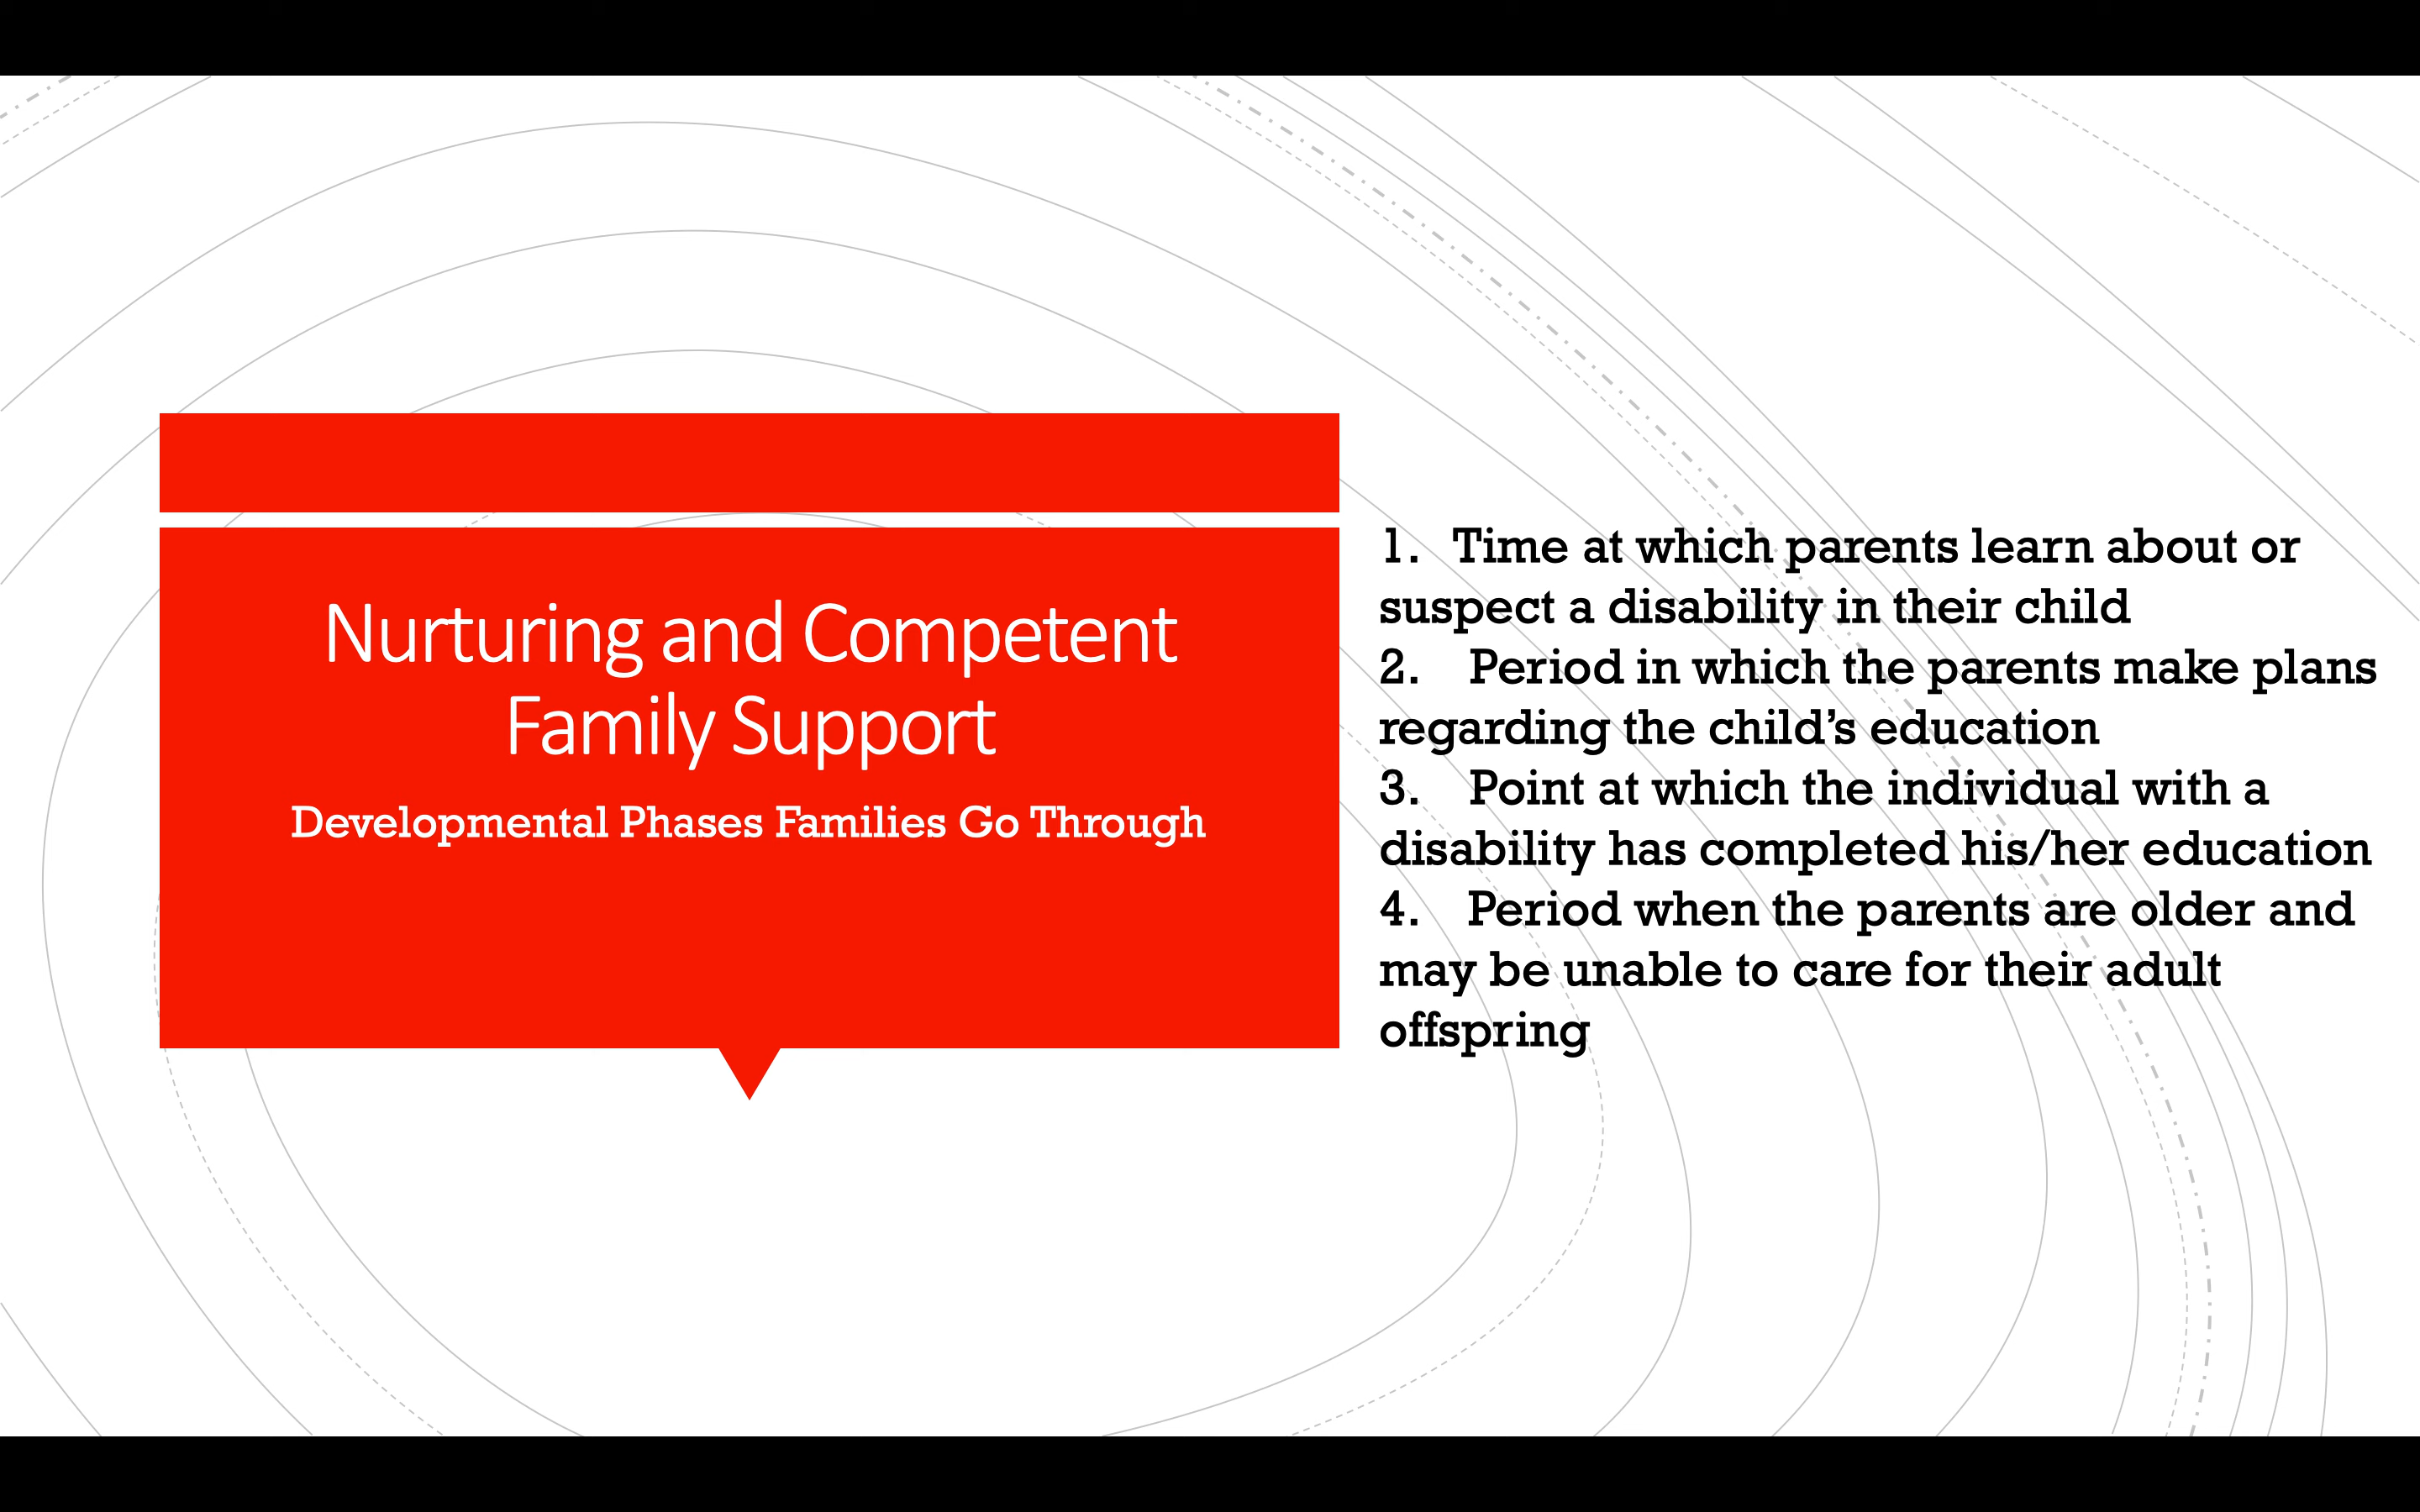 Nurturing and Competent
Family Support
Developmental Phases Families Go Through
1. Time at which parents learn about or
suspect a disability in their child
2. Period in which the parents make plans
regarding the child’s education
3. Point at which the individual with a
disability has completed his/her education
4. Period when the parents are older and
may be unable to care for their adult
offspring